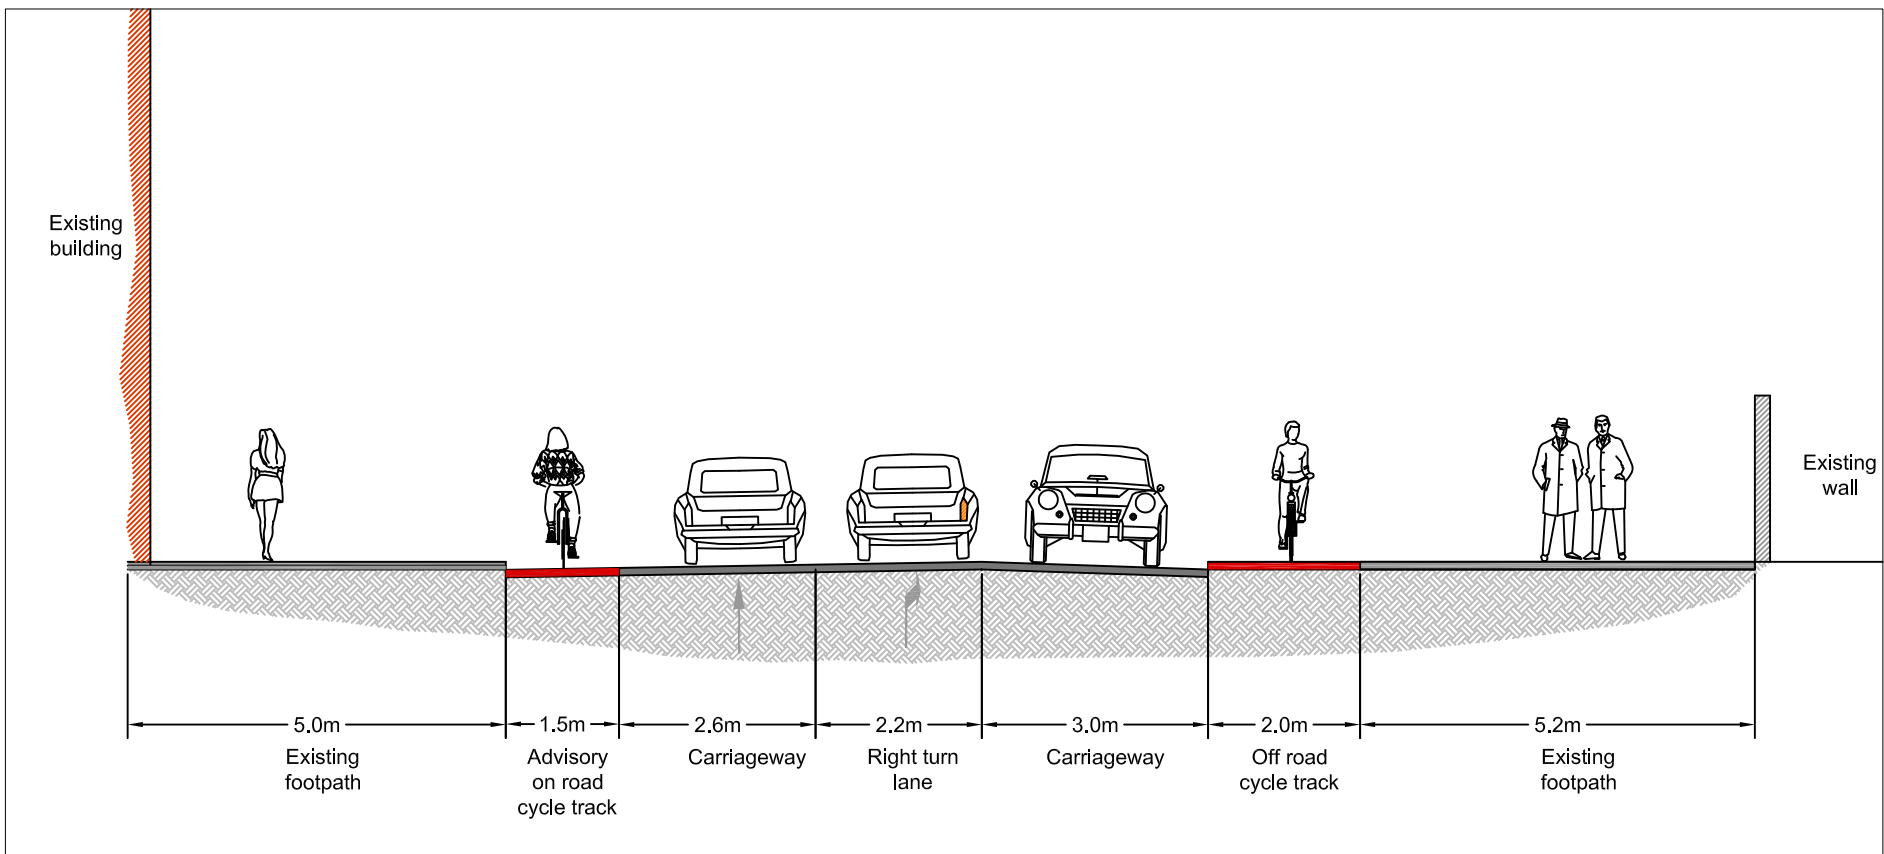 Existing
building
Existing
wall
5.0m
1.5m
2.6m
2.2m
3.0m
2.0m
5.2m
Existing
footpath
Advisory
on road
cycle track
Carriageway
Right turn
lane
Carriageway
Off road
cycle track
Existing
footpath